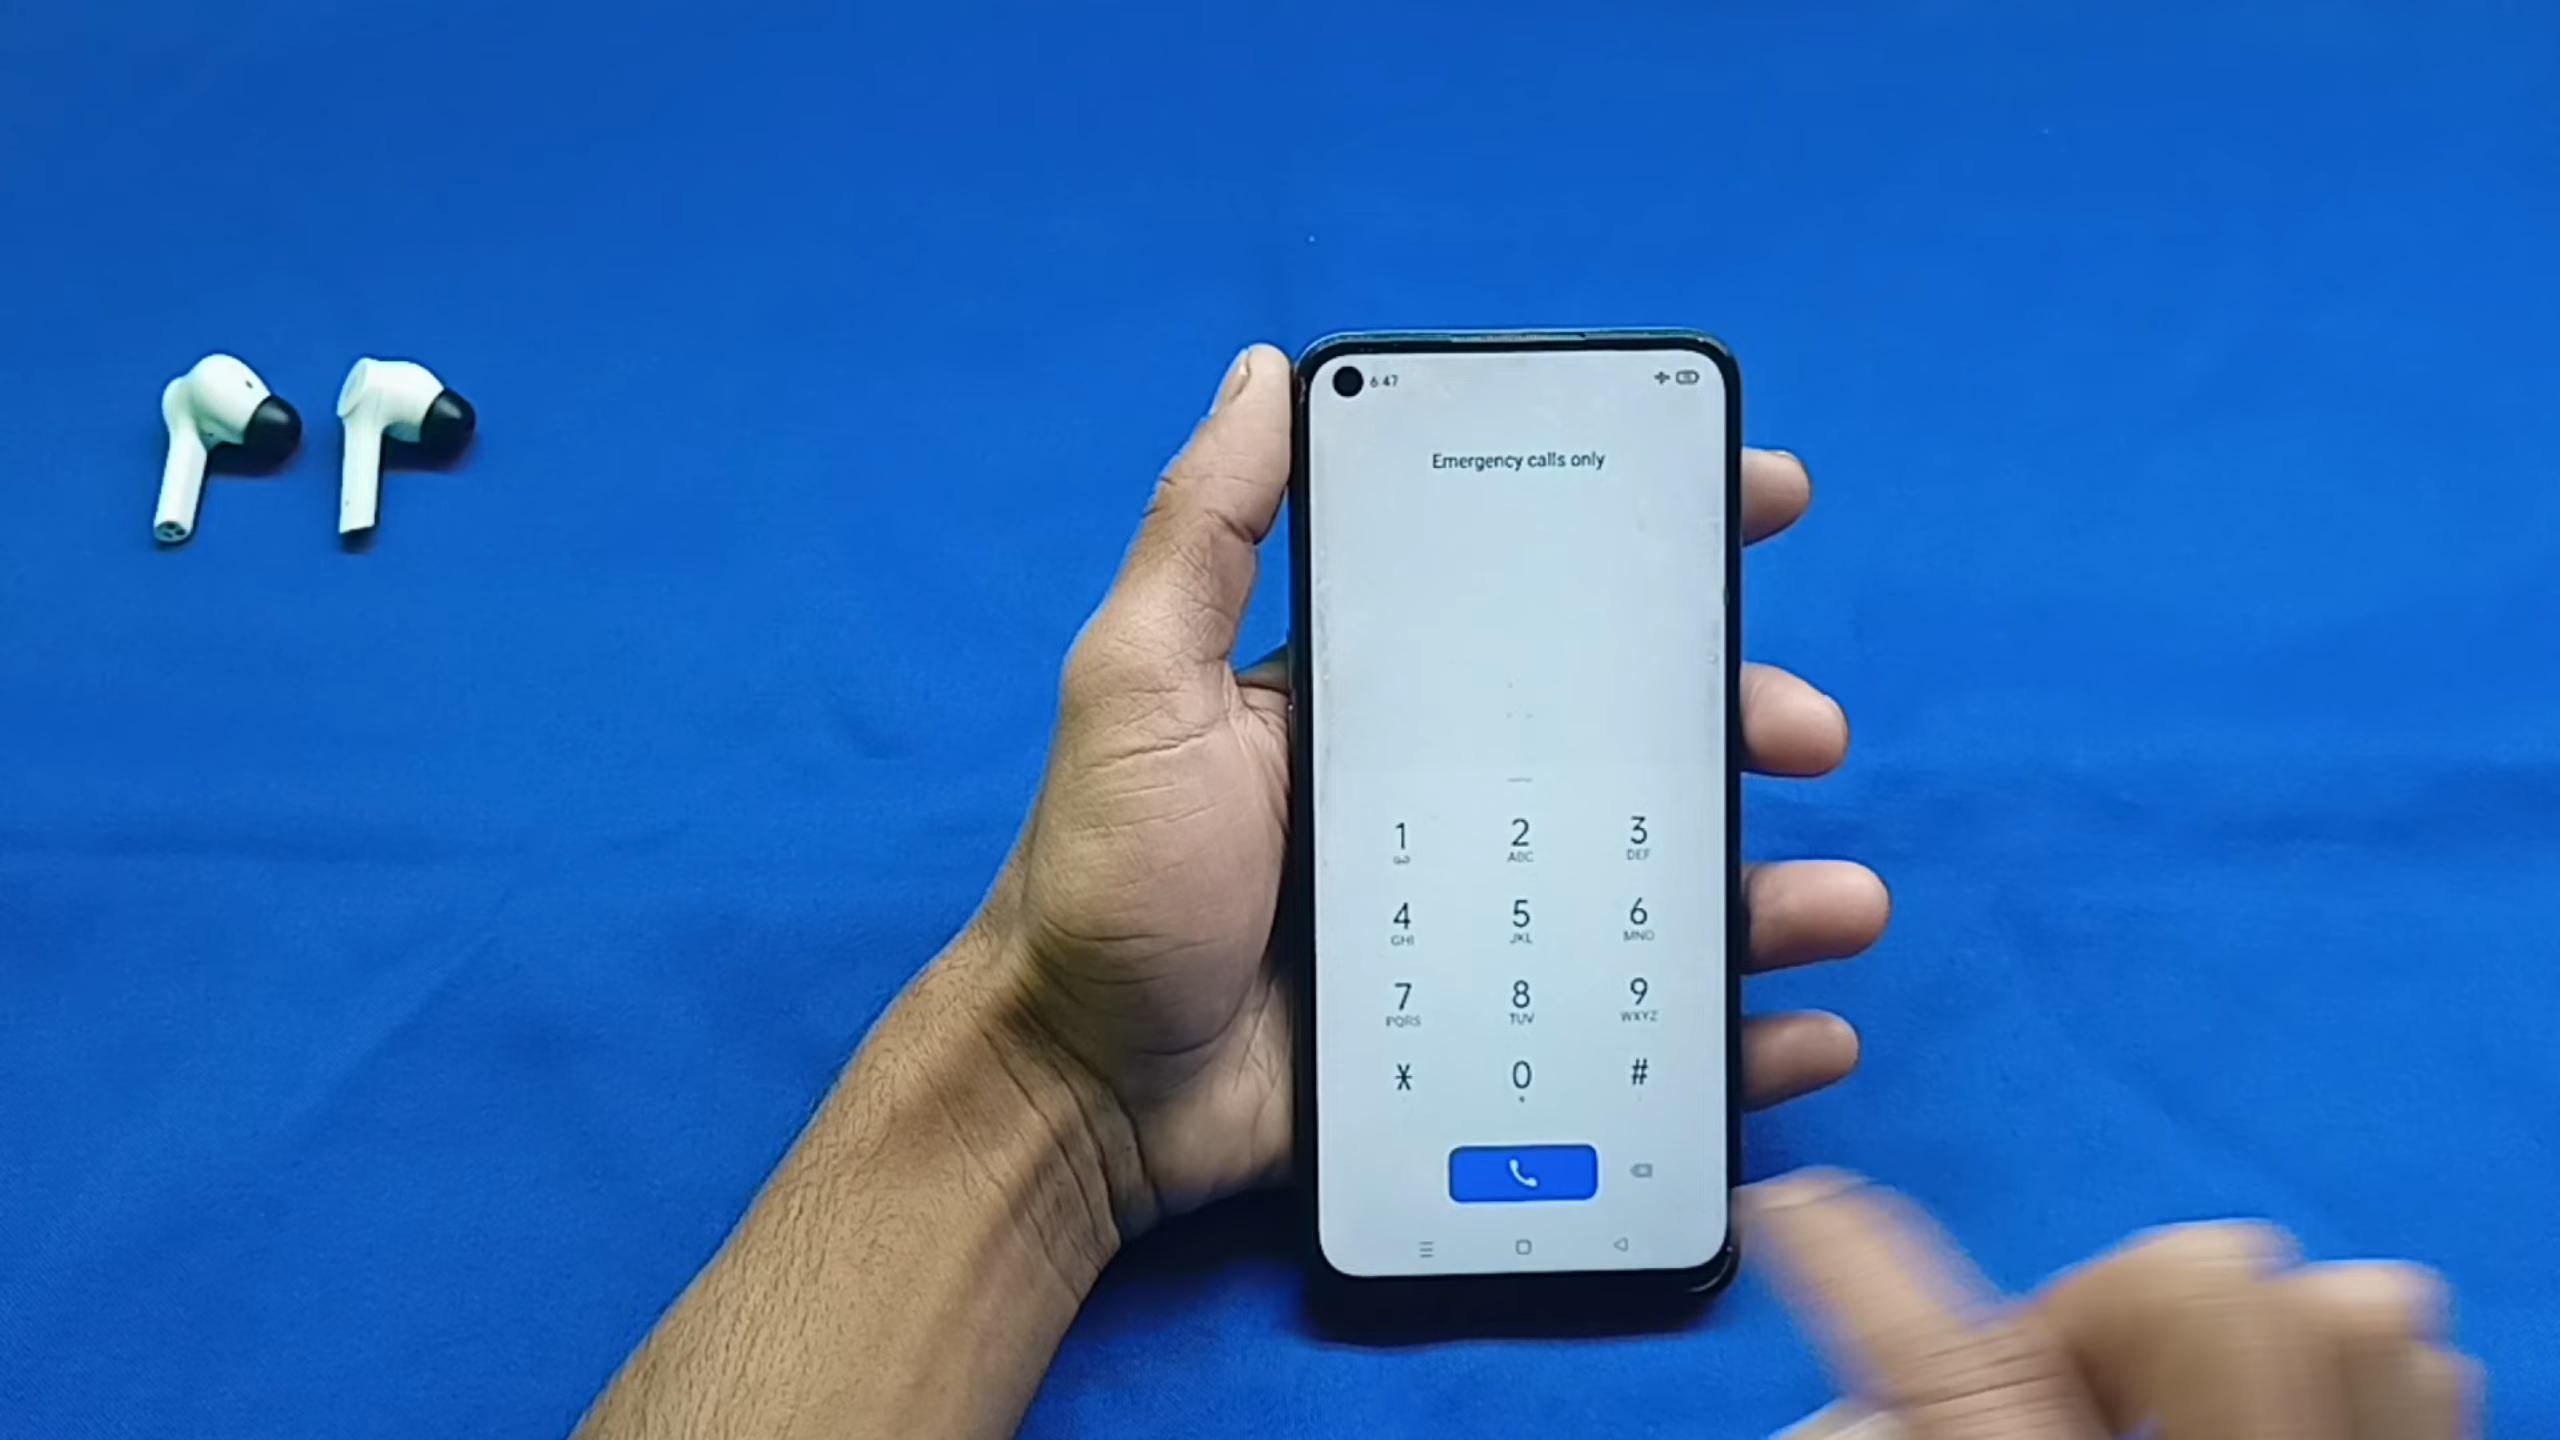 6:47
Emergency calls only
1 2 3
ABC DEF
4 5 6
GHI JKL MNO
7 8 9
PQRS TUV WXYZ
* 0 #
+